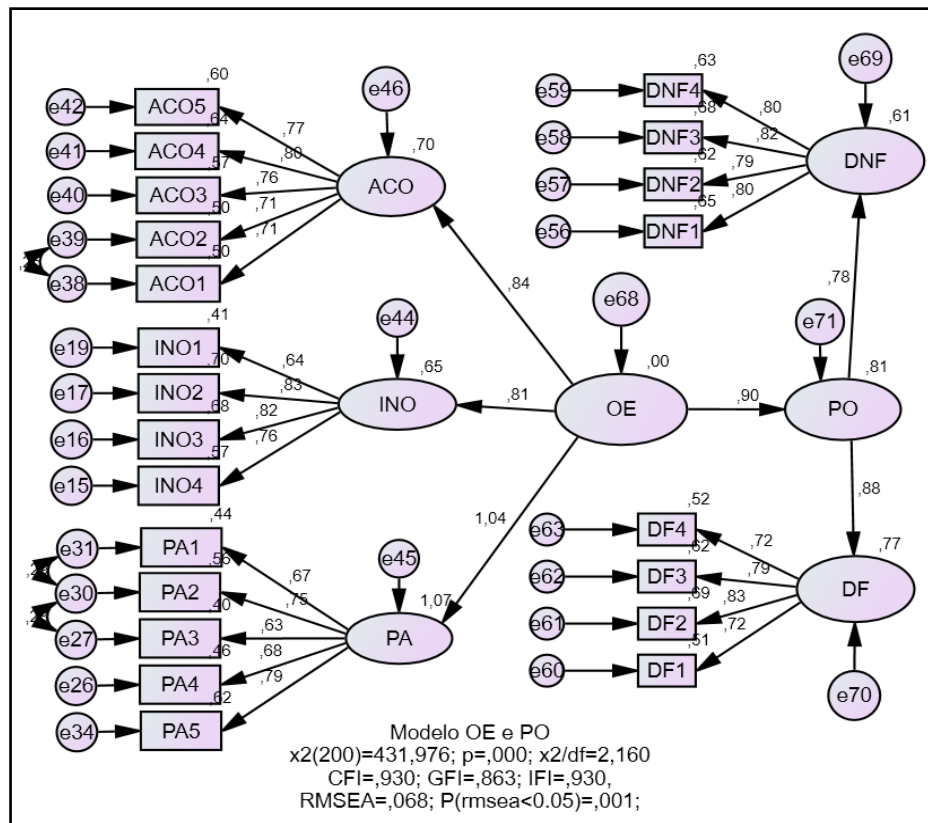 ,60
e42 ACO5
,77
,64
e41 ACO4
,80
,57
e40 ACO3
,76
,50
e39 ACO2
,71
,50
e38 ACO1
,71
e46
,70
ACO
,84
,63
e59 DNF4
,80
,68
e58 DNF3
,82
,62
e57 DNF2
,79
,65
e56 DNF1
,80
e69
,61
DNF
,78
,41
e19 INO1
,64
,70
e17 INO2
,83
,68
e16 INO3
,82
,57
e15 INO4
,76
e44
,65
INO
,81
e68
,00
OE
,90
e71
,81
PO
,88
,44
e31 PA1
,67
,56
e30 PA2
,75
,40
e27 PA3
,63
,46
e26 PA4
,68
,62
e34 PA5
,79
e45
1,07
PA
1,04
,52
e63 DF4
,72
,62
e62 DF3
,79
,69
e61 DF2
,83
,51
e60 DF1
,72
,77
DF
e70
Modelo OE e PO
x2(200)=431,976; p=,000; x2/df=2,160
CFI=,930; GFI=,863; IFI=,930,
RMSEA=,068; P(rmsea<0.05)=,001;